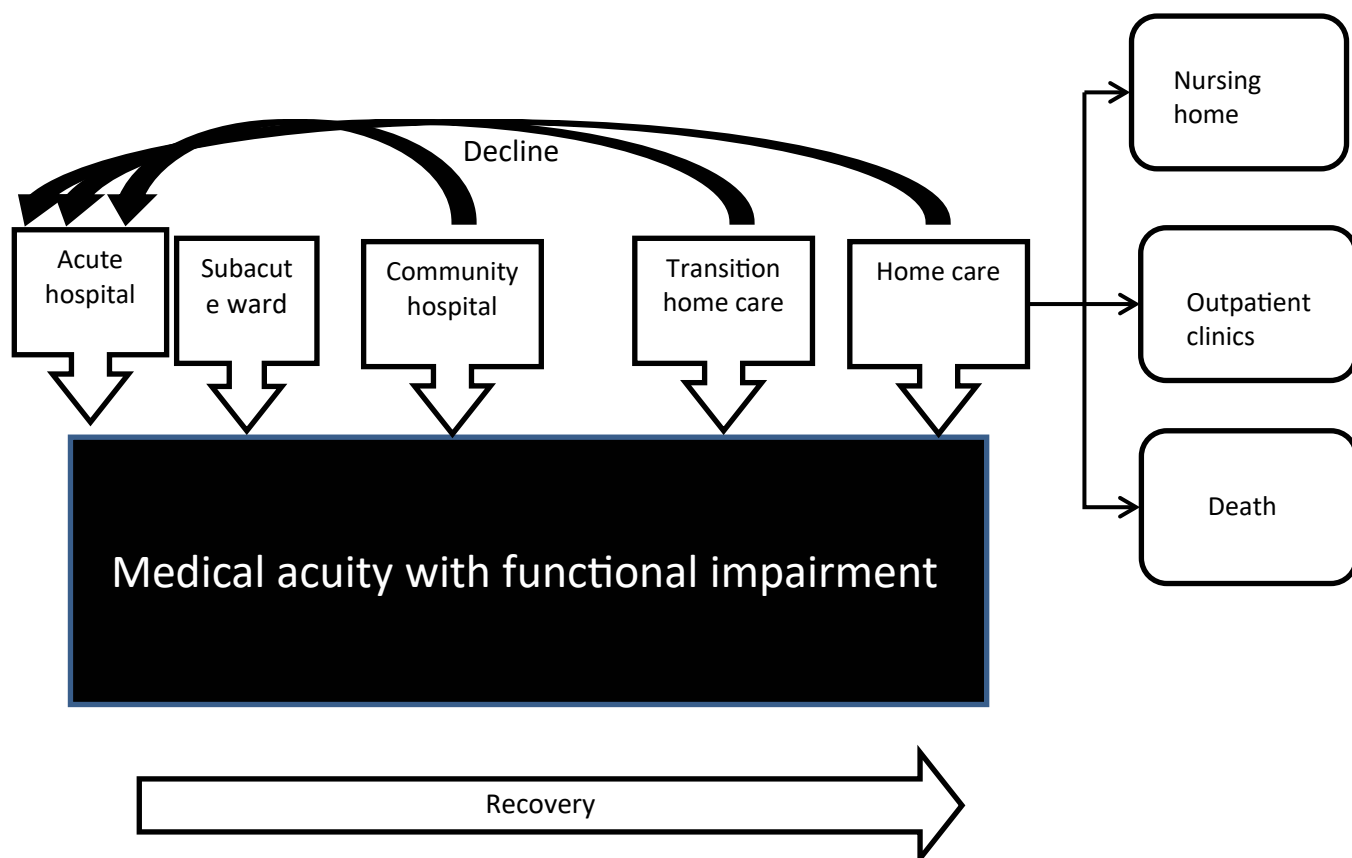 Nursing
home
Decline
Acute
hospital
Subacut
e ward
Community
hospital
Transition
home care
Home care
Outpatient
clinics
Death
Medical acuity with functional impairment
Recovery